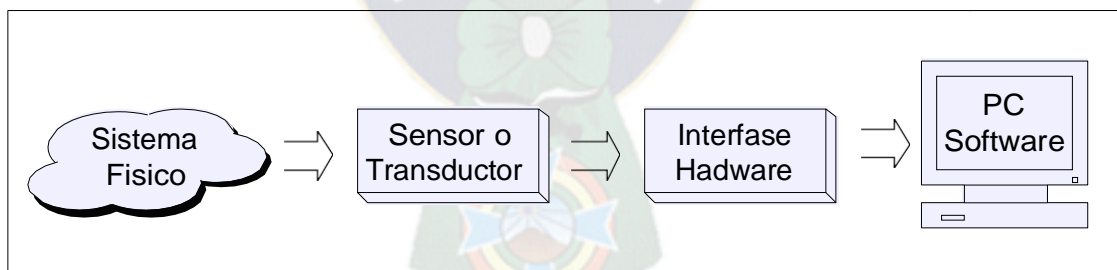 Sistema
Fisico
Sensor o
Transductor
Interfase
Hadware
PC
Software